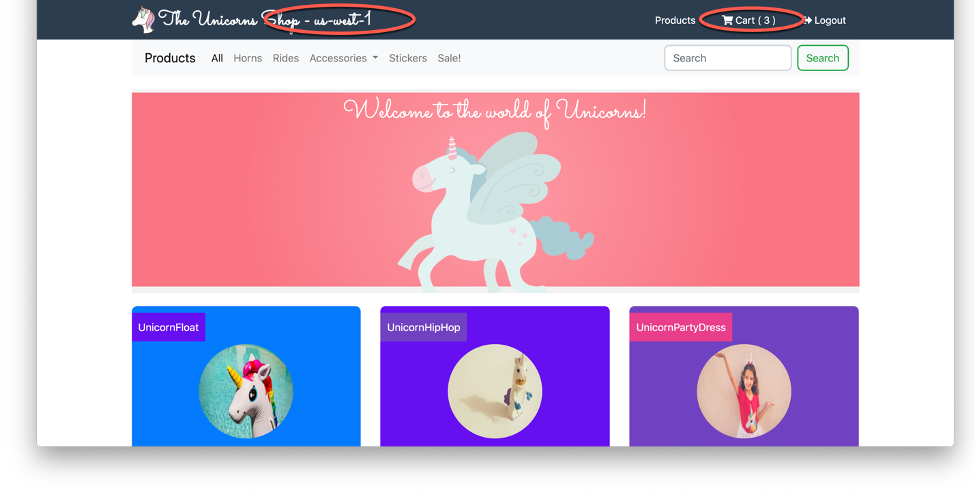 The Unicorns Shop - us-west-1
Products Cart ( 3 ) Logout
Products All Horns Rides Accessories Stickers Sale! Search Search
Welcome to the world of Unicorns!
UnicornFloat UnicornHipHop UnicornPartyDress